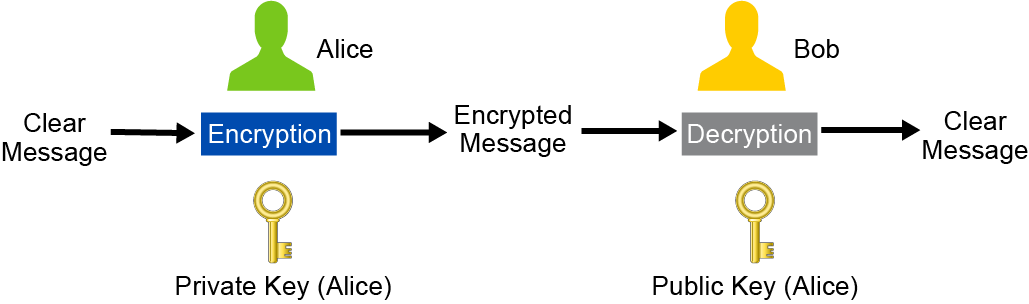 Alice
Bob
Clear
Message
Encryption
Encrypted
Message
Decryption
Clear
Message
Private Key (Alice)
Public Key (Alice)